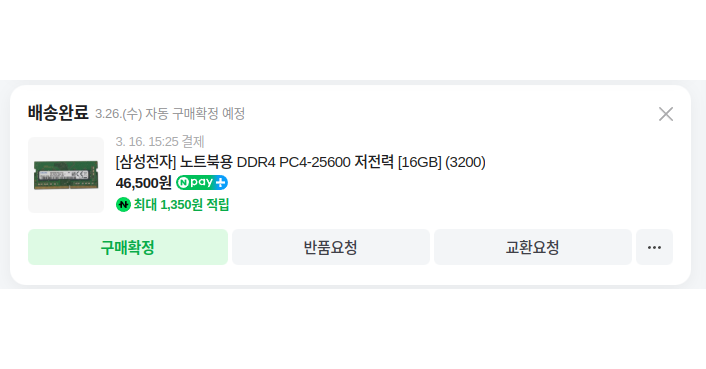 배송완료 3.26.(수) 자동 구매확정 예정
3. 16. 15:25 결제
[삼성전자] 노트북용 DDR4 PC4-25600 저전력 [16GB] (3200)
46,500원 N pay +
최대 1,350원 적립
구매확정 반품요청 교환요청 ···